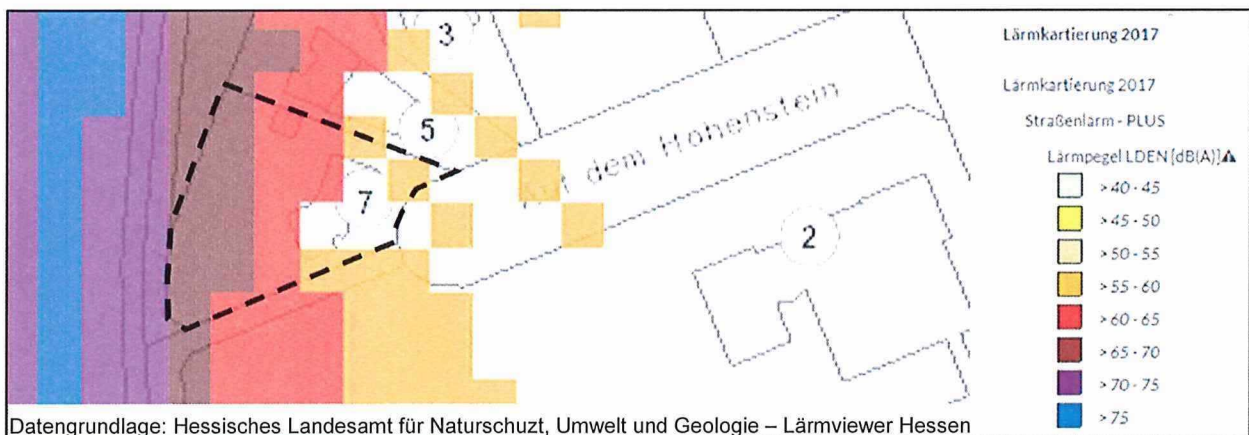 3
5
7
Auf dem Hohenstein
2
Lärmkartierung 2017
Lärmkartierung 2017
Straßenlärm - PLUS
Lärmpegel LDEN [dB(A)]
> 40 - 45
> 45 - 50
> 50 - 55
> 55 - 60
> 60 - 65
> 65 - 70
> 70 - 75
> 75
Datengrundlage: Hessisches Landesamt für Naturschuzt, Umwelt und Geologie – Lärmviewer Hessen